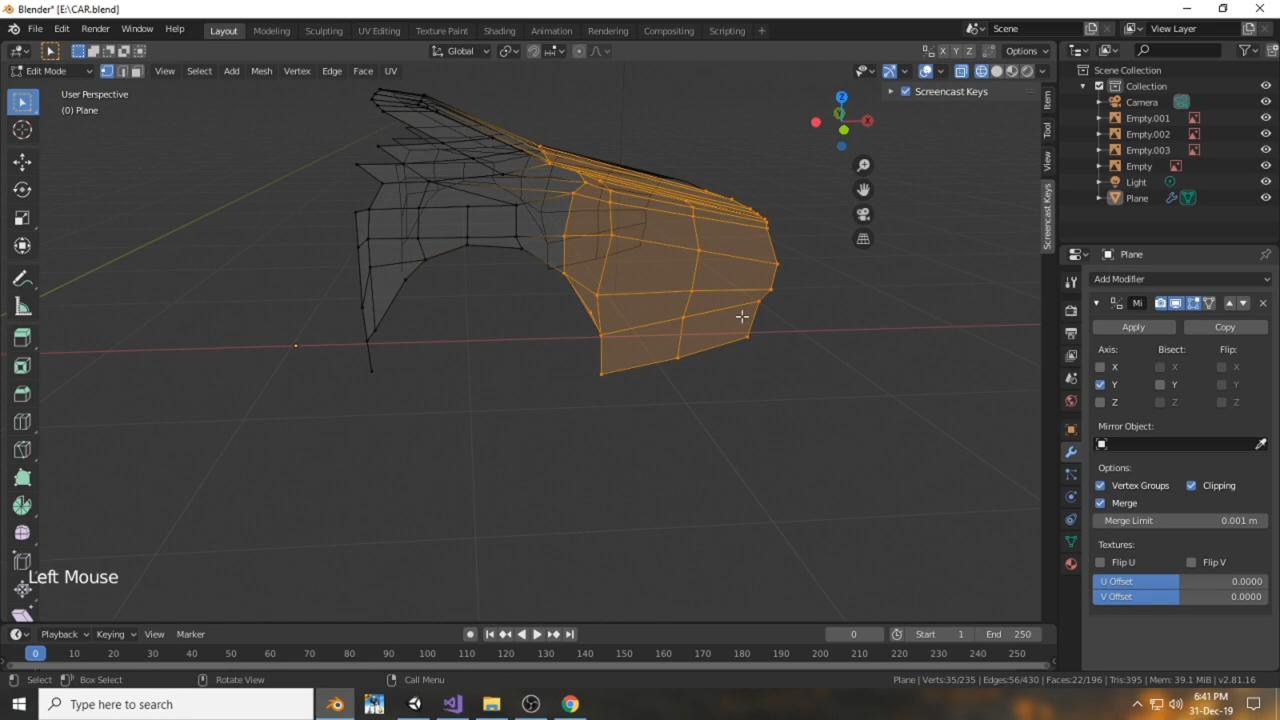 Blender* [E:\CAR.blend]
File Edit Render Window Help
Layout Modeling Sculpting UV Editing Texture Paint Shading Animation Rendering Compositing Scripting +
Scene
View Layer
Global
X Y Z Options
Edit Mode View Select Add Mesh Vertex Edge Face UV
User Perspective
(0) Plane
Z
X
Y
Screencast Keys
Item
Tool
View
Screencast Keys
Left Mouse
Scene Collection
Collection
Camera
Empty.001
Empty.002
Empty.003
Empty
Light
Plane
Plane
Add Modifier
Mi
Apply Copy
Axis: Bisect: Flip:
X X X
Y Y Y
Z Z Z
Mirror Object:
Options:
Vertex Groups Clipping
Merge
Merge Limit 0.001 m
Textures:
Flip U Flip V
U Offset 0.0000
V Offset 0.0000
Playback Keying View Marker 0 Start 1 End 250
0 10 20 30 40 50 60 70 80 90 100 110 120 130 140 150 160 170 180 190 200 210 220 230 240 250
Select Box Select Rotate View Call Menu Plane | Verts:35/235 | Edges:56/430 | Faces:22/196 | Tris:395 | Mem: 39.1 MiB | v2.81.16
Type here to search
6:41 PM
31-Dec-19